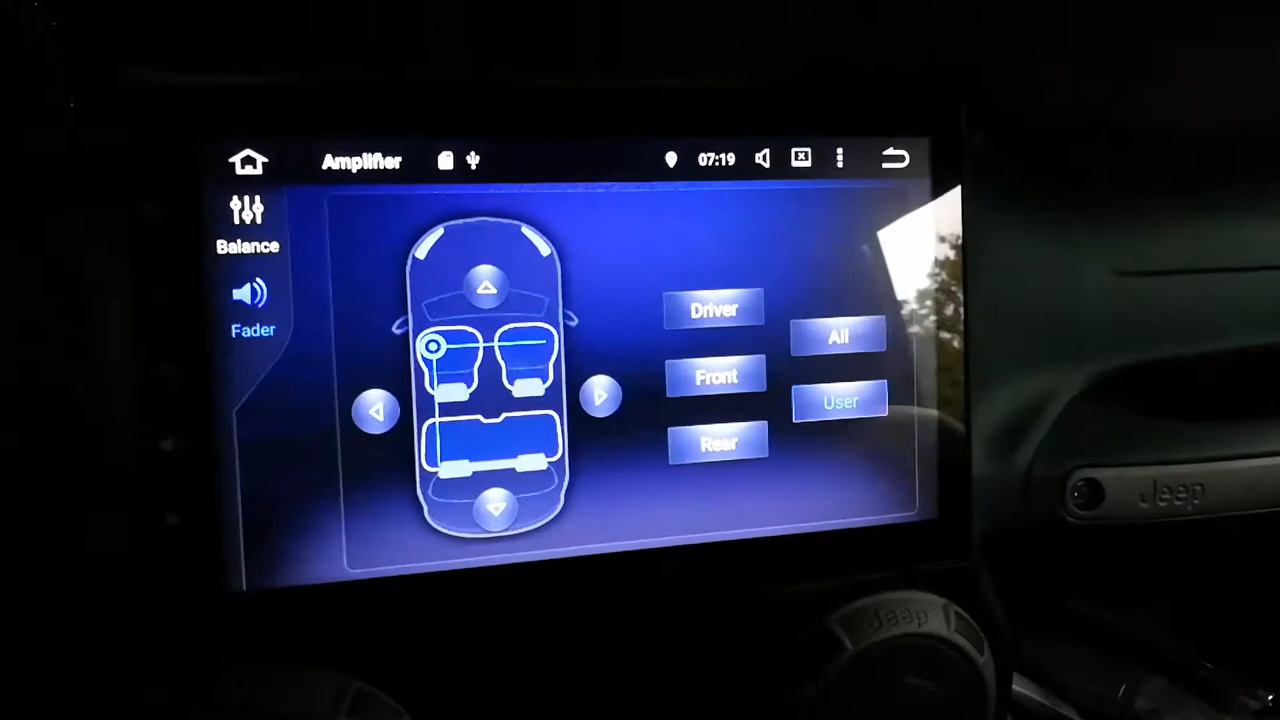 Amplifier
07:19
Balance
Fader
Driver
All
Front
User
Rear
Jeep
Jeep